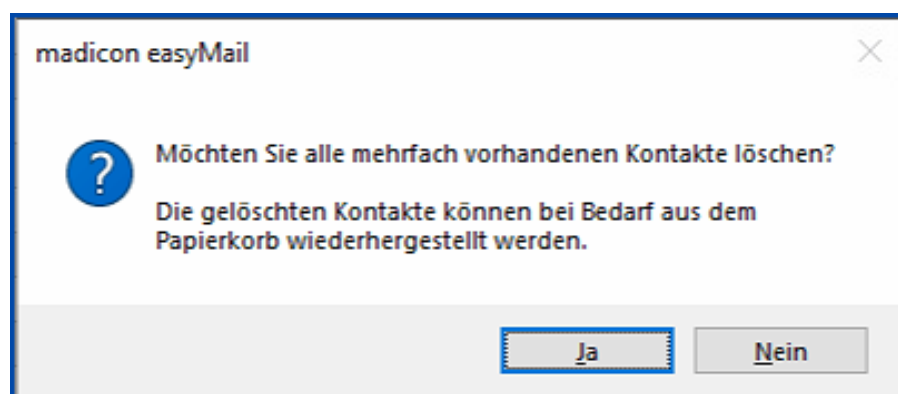 madicon easyMail
Möchten Sie alle mehrfach vorhandenen Kontakte löschen?
Die gelöschten Kontakte können bei Bedarf aus dem
Papierkorb wiederhergestellt werden.
Ja
Nein